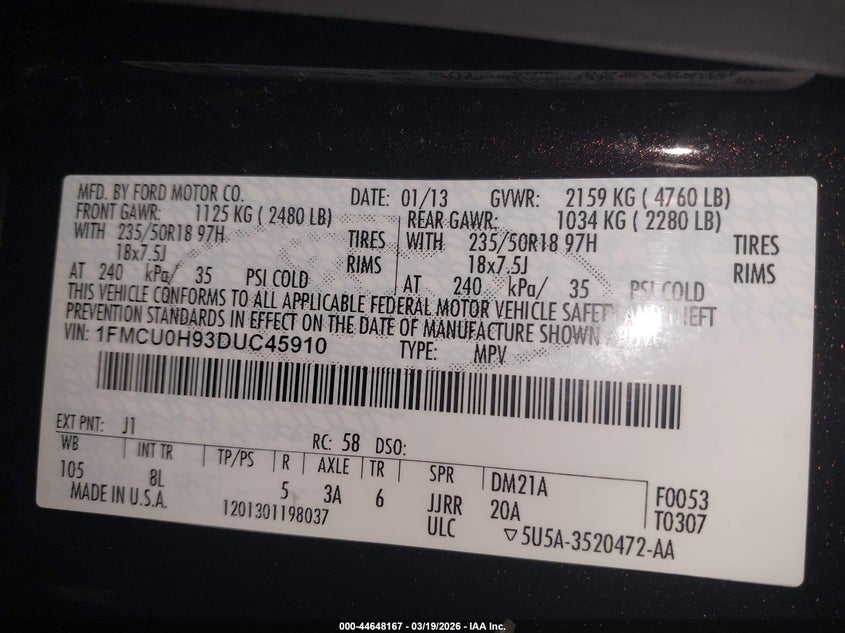 MFD. BY FORD MOTOR CO. DATE: 01/13 GVWR: 2159 KG ( 4760 LB)
FRONT GAWR: 1125 KG ( 2480 LB) REAR GAWR: 1034 KG ( 2280 LB)
WITH 235/50R18 97H TIRES WITH 235/50R18 97H TIRES
18x7.5J RIMS 18x7.5J RIMS
AT 240 kPa/ 35 PSI COLD AT 240 kPa/ 35 PSI COLD
THIS VEHICLE CONFORMS TO ALL APPLICABLE FEDERAL MOTOR VEHICLE SAFETY AND THEFT
PREVENTION STANDARDS IN EFFECT ON THE DATE OF MANUFACTURE SHOWN
VIN: 1FMCU0H93DUC45910 TYPE: MPV
EXT PNT: J1 RC: 58 DSO:
WB INT TR TP/PS R AXLE TR SPR DM21A F0053
105 8L 5 3A 6 JJRR 20A T0307
MADE IN U.S.A. 1201301198037 ULC ▽5U5A-3520472-AA
000-44648167 - 03/19/2026 - IAA Inc.